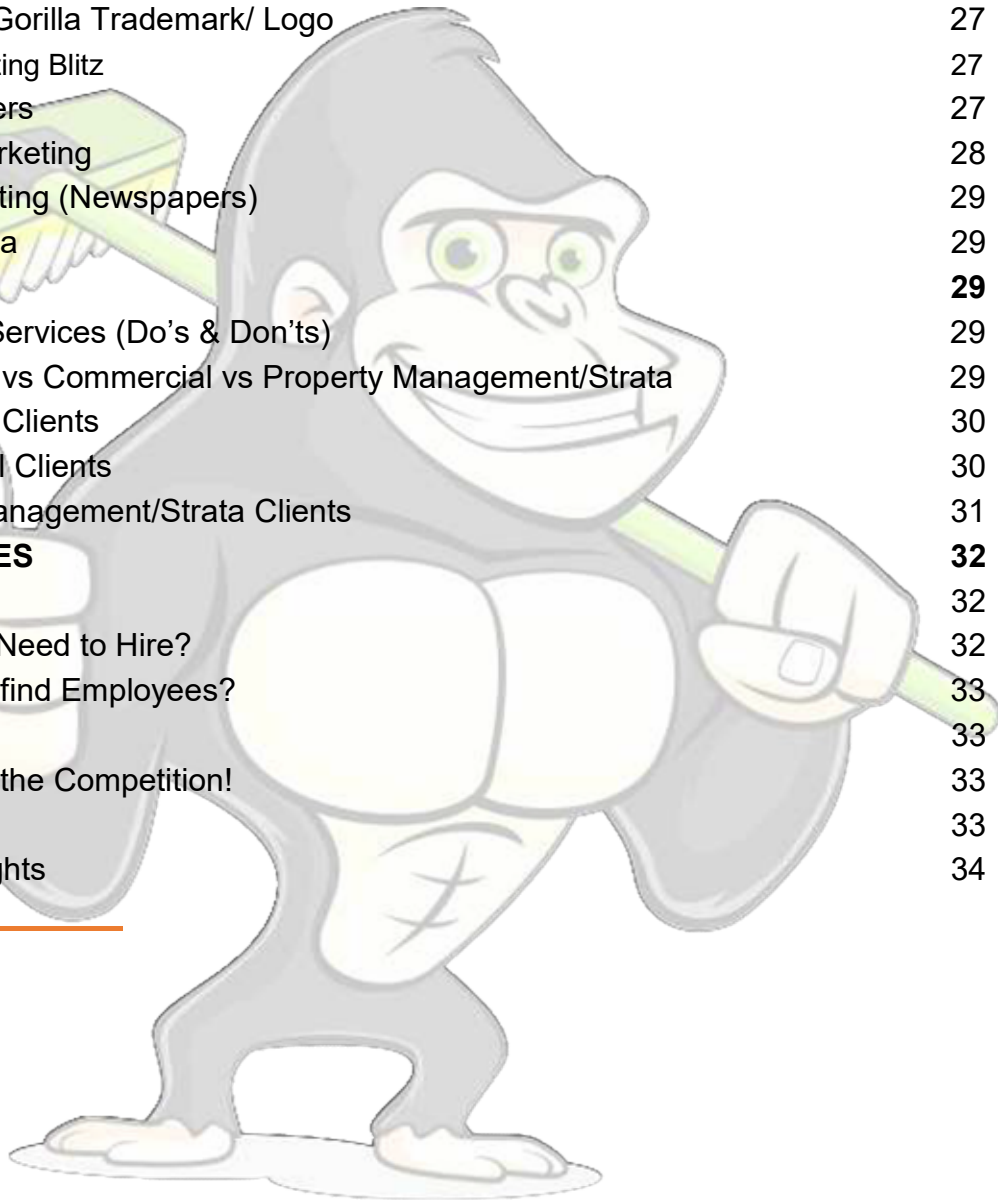 Gorilla Trademark/ Logo 27
ting Blitz 27
ers 27
rketing 28
ting (Newspapers) 29
a 29
29
Services (Do’s & Don’ts) 29
vs Commercial vs Property Management/Strata 29
Clients 30
l Clients 30
anagement/Strata Clients 31
ES 32
32
Need to Hire? 32
find Employees? 33
33
the Competition! 33
33
ghts 34